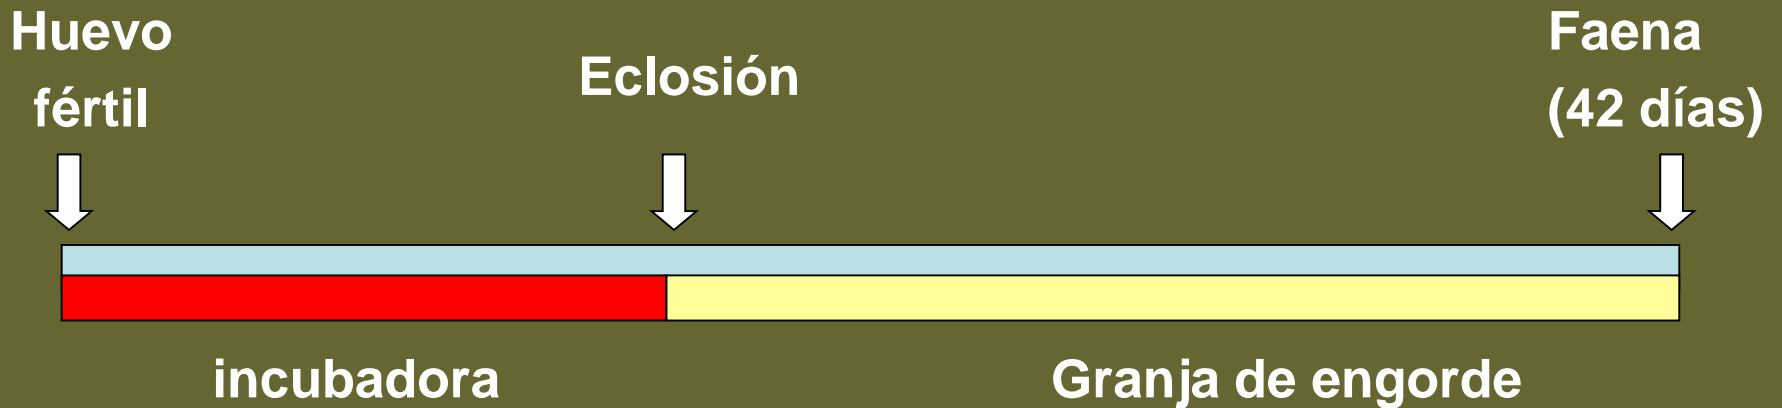 Huevo
fértil
Eclosión
Faena
(42 días)
incubadora
Granja de engorde